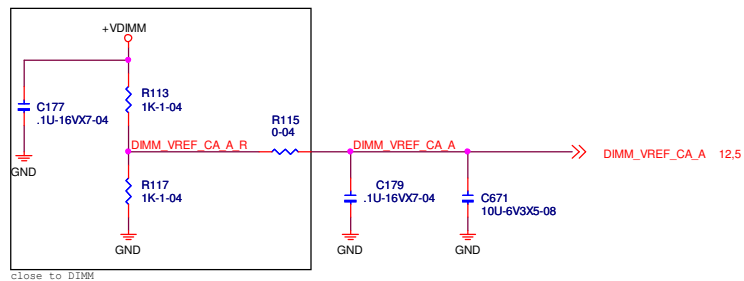 +VDIMM
R113
1K-1-04
C177
.1U-16VX7-04
R115
0-04
DIMM_VREF_CA_A_R
DIMM_VREF_CA_A
DIMM_VREF_CA_A 12,5
GND
R117
1K-1-04
C179
.1U-16VX7-04
C671
10U-6V3X5-08
GND
GND
GND
close to DIMM